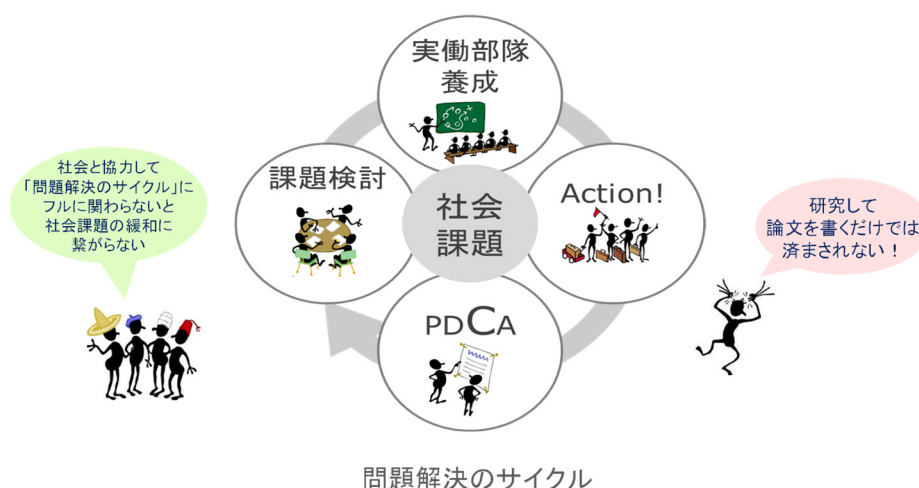 実働部隊
養成
課題検討
社会
課題
Action!
PDCA
社会と協力して
「問題解決のサイクル」に
フルに関わらないと
社会課題の緩和に
繋がらない
研究して
論文を書くだけでは
済まされない！
問題解決のサイクル